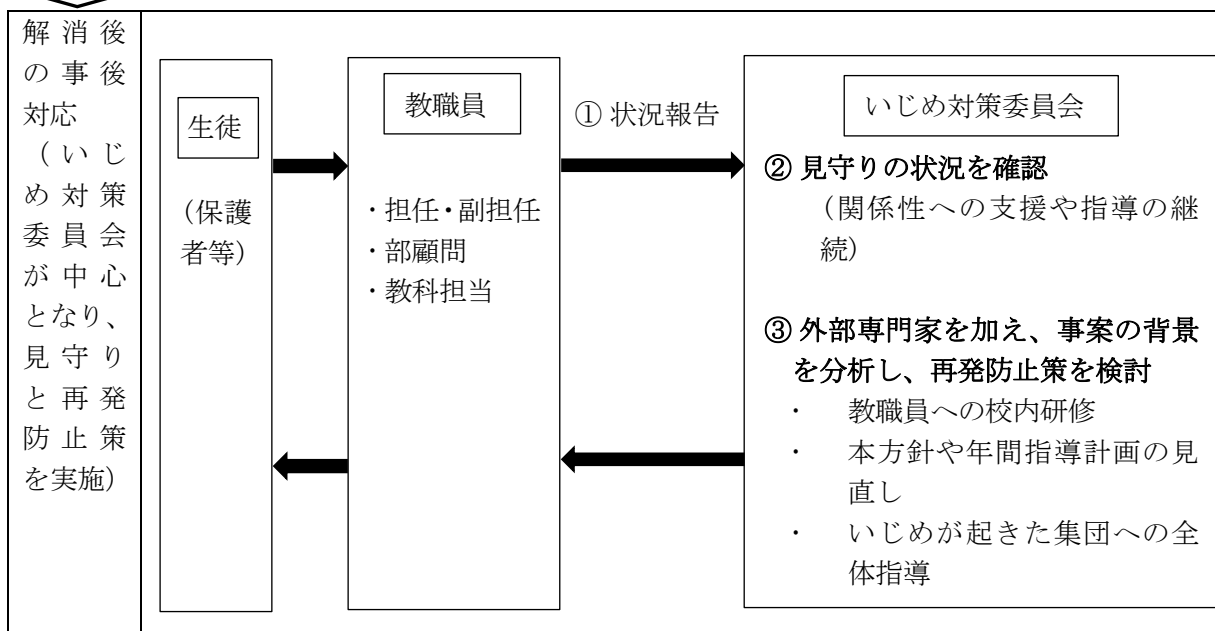 解消後
の事後
対応
(いじ
め対策
委員会
が中心
となり、
見守り
と再発
防止策
を実施)
生徒
(保護
者等)
教職員
・担任・副担任
・部顧問
・教科担当
① 状況報告
いじめ対策委員会
② 見守りの状況を確認
(関係性への支援や指導の継
続)
③ 外部専門家を加え、事案の背景
を分析し、再発防止策を検討
・ 教職員への校内研修
・ 本方針や年間指導計画の見
直し
・ いじめが起きた集団への全
体指導